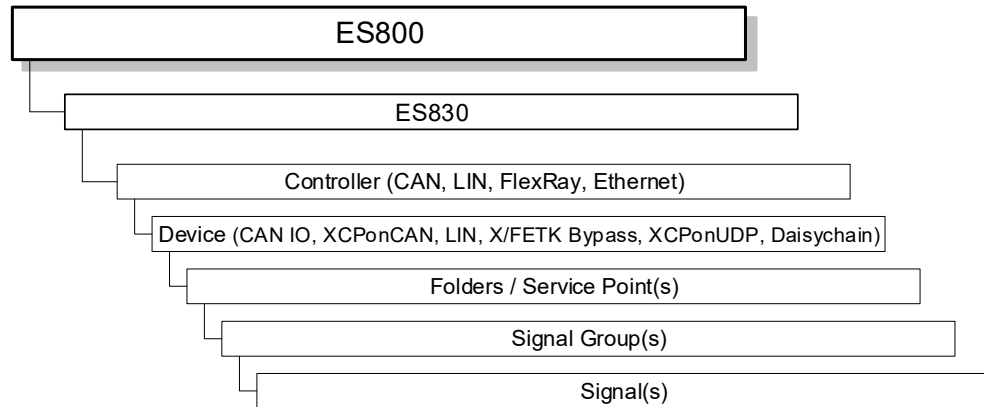 ES800
ES830
Controller (CAN, LIN, FlexRay, Ethernet)
Device (CAN IO, XCPonCAN, LIN, X/FETK Bypass, XCPonUDP, Daisychain)
Folders / Service Point(s)
Signal Group(s)
Signal(s)